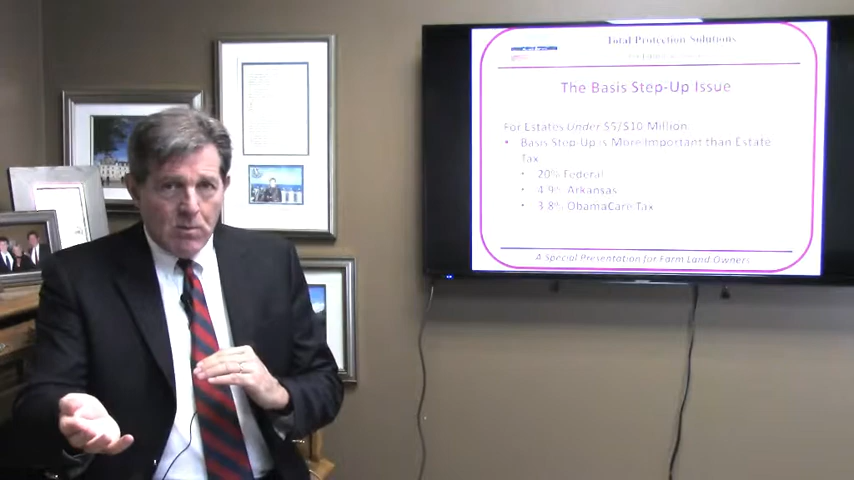 Total Protection Solutions
The Basis Step-Up Issue
For Estates Under $5/$10 Million
• Basis Step-Up is More Important than Estate
Tax
• 20% Federal
• 4.9% Arkansas
• 3.8% ObamaCare Tax
A Special Presentation for Farm Land Owners